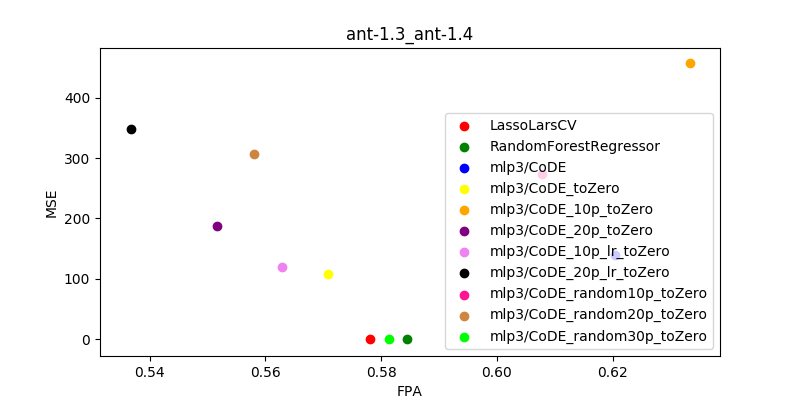 ant-1.3_ant-1.4
MSE
400
300
200
100
0
LassoLarsCV
RandomForestRegressor
mlp3/CoDE
mlp3/CoDE_toZero
mlp3/CoDE_10p_toZero
mlp3/CoDE_20p_toZero
mlp3/CoDE_10p_lr_toZero
mlp3/CoDE_20p_lr_toZero
mlp3/CoDE_random10p_toZero
mlp3/CoDE_random20p_toZero
mlp3/CoDE_random30p_toZero
0.54 0.56 0.58 0.60 0.62
FPA